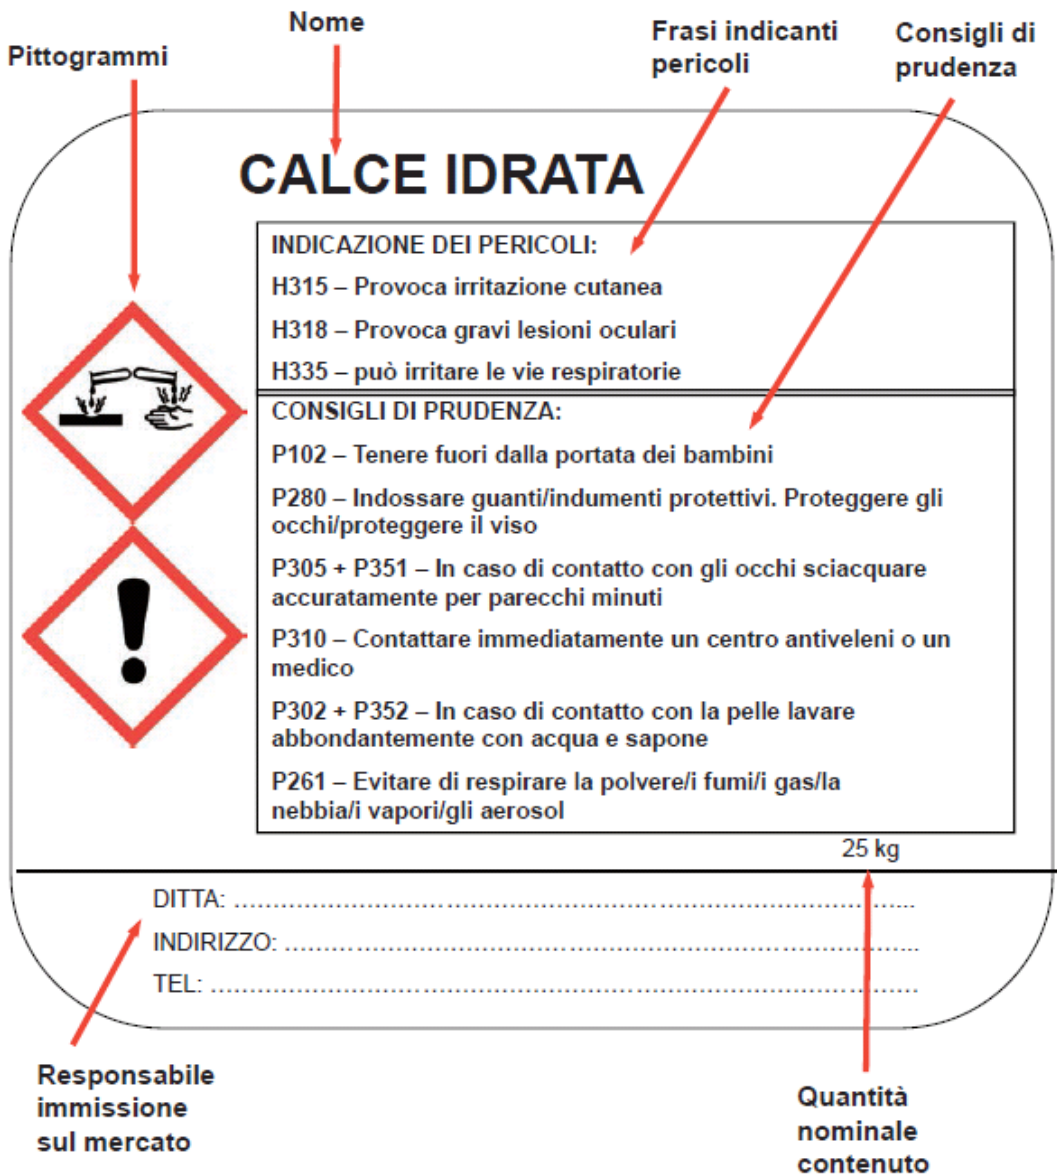 Nome
Frasi indicanti
pericoli
Consigli di
prudenza
Pittogrammi
CALCE IDRATA
INDICAZIONE DEI PERICOLI:
H315 – Provoca irritazione cutanea
H318 – Provoca gravi lesioni oculari
H335 – può irritare le vie respiratorie
CONSIGLI DI PRUDENZA:
P102 – Tenere fuori dalla portata dei bambini
P280 – Indossare guanti/indumenti protettivi. Proteggere gli
occhi/proteggere il viso
P305 + P351 – In caso di contatto con gli occhi sciacquare
accuratamente per parecchi minuti
P310 – Contattare immediatamente un centro antiveleni o un
medico
P302 + P352 – In caso di contatto con la pelle lavare
abbondantemente con acqua e sapone
P261 – Evitare di respirare la polvere/i fumi/i gas/la
nebbia/i vapori/gli aerosol
25 kg
DITTA: ......................................................................................
INDIRIZZO: ................................................................................
TEL: .........................................................................................
Responsabile
immissione
sul mercato
Quantità
nominale
contenuto